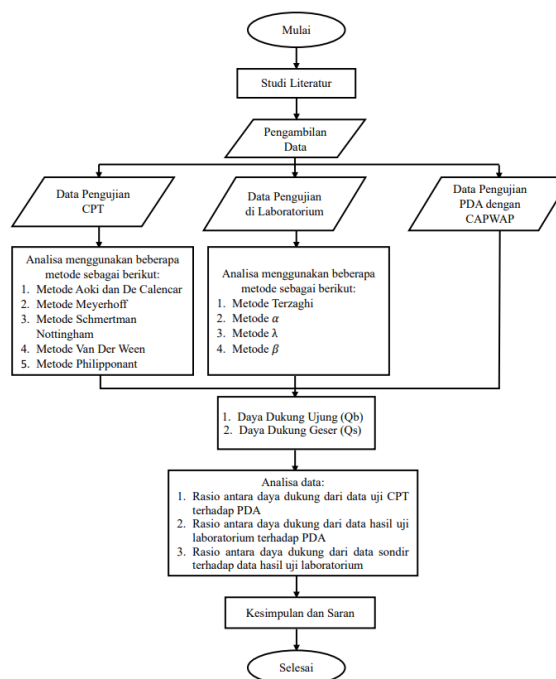 Mulai
Studi Literatur
Pengambilan
Data
Data Pengujian
CPT
Data Pengujian
di Laboratorium
Data Pengujian
PDA dengan
CAPWAP
Analisa menggunakan beberapa
metode sebagai berikut:
1. Metode Aoki dan De Calencar
2. Metode Meyerhoff
3. Metode Schmertman
Nottingham
4. Metode Van Der Ween
5. Metode Philipponant
Analisa menggunakan beberapa
metode sebagai berikut:
1. Metode Terzaghi
2. Metode α
3. Metode λ
4. Metode β
1. Daya Dukung Ujung (Qb)
2. Daya Dukung Geser (Qs)
Analisa data:
1. Rasio antara daya dukung dari data uji CPT
terhadap PDA
2. Rasio antara daya dukung dari data hasil uji
laboratorium terhadap PDA
3. Rasio antara daya dukung dari data sondir
terhadap data hasil uji laboratorium
Kesimpulan dan Saran
Selesai